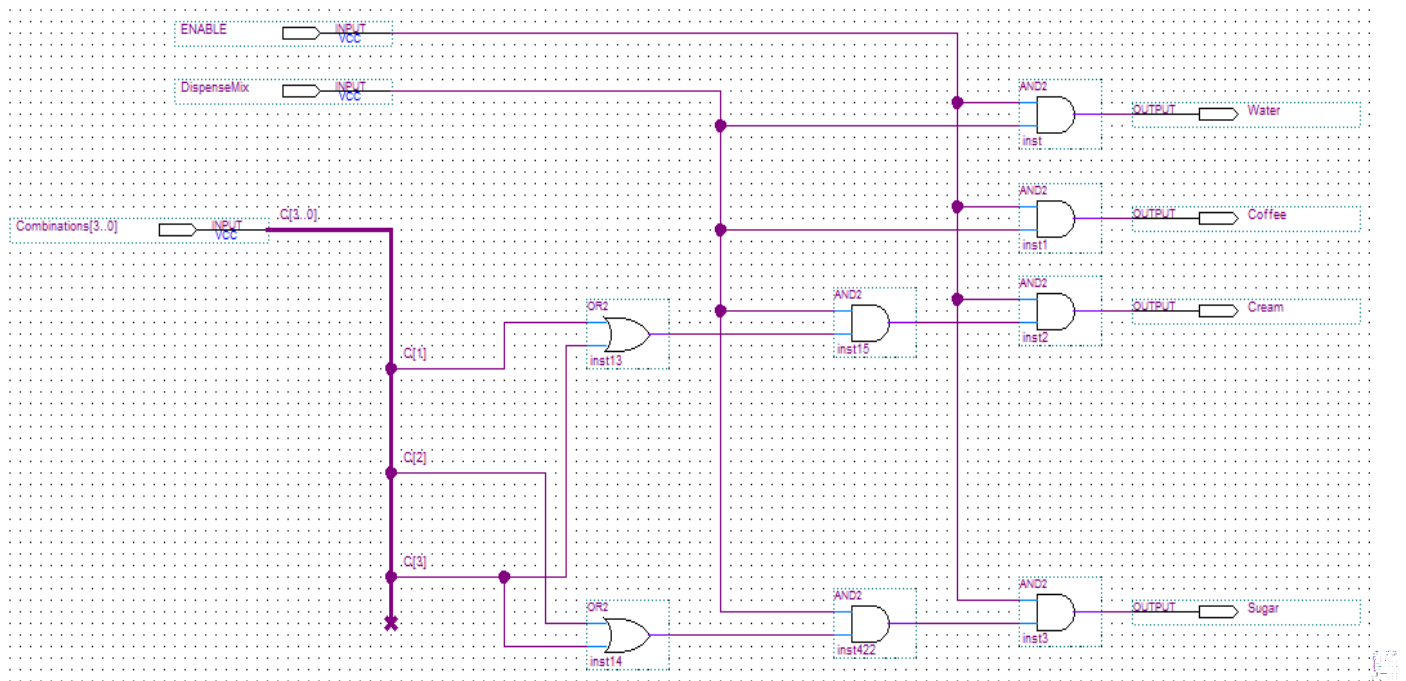 ENABLE
INPUT
VCC
DispenseMix
INPUT
VCC
AND2
inst
OUTPUT
Water
Combinations[3..0]
INPUT
VCC
C[3..0]
AND2
inst1
OUTPUT
Coffee
OR2
inst13
AND2
inst15
AND2
inst2
OUTPUT
Cream
C[1]
C[2]
C[3]
OR2
inst14
AND2
inst422
AND2
inst3
OUTPUT
Sugar